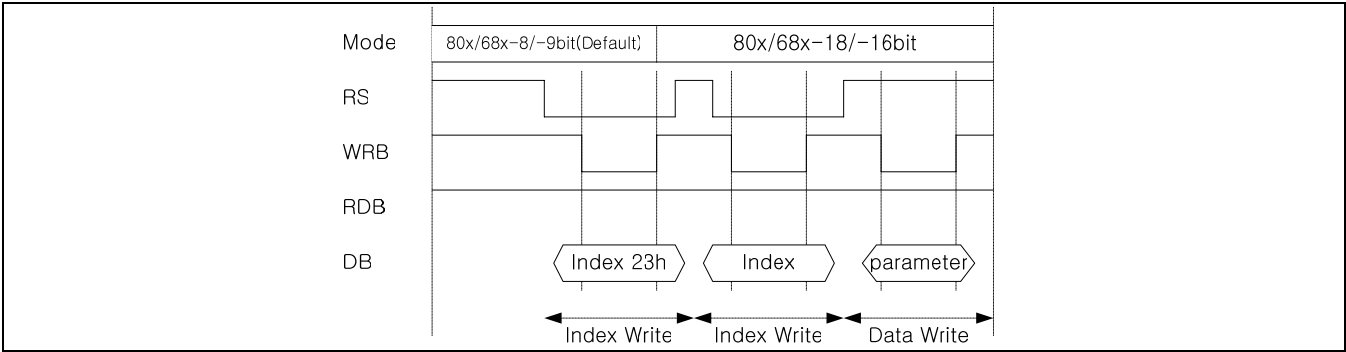 Mode 80x/68x-8/-9bit(Default) 80x/68x-18/-16bit
RS
WRB
RDB
DB Index 23h Index parameter
Index Write Index Write Data Write